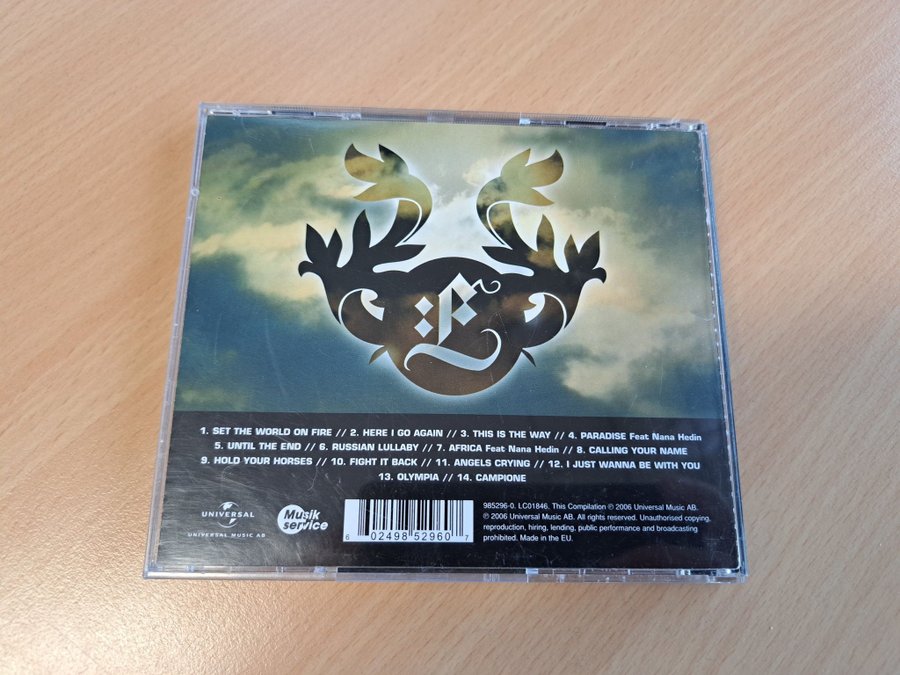 :E
1. SET THE WORLD ON FIRE // 2. HERE I GO AGAIN // 3. THIS IS THE WAY // 4. PARADISE Feat Nana Hedin
5. UNTIL THE END // 6. RUSSIAN LULLABY // 7. AFRICA Feat Nana Hedin // 8. CALLING YOUR NAME
9. HOLD YOUR HORSES // 10. FIGHT IT BACK // 11. ANGELS CRYING // 12. I JUST WANNA BE WITH YOU
13. OLYMPIA // 14. CAMPIONE
UNIVERSAL
UNIVERSAL MUSIC AB
Musik
service
6 02498 52960 7
985296-0. LC01846. This Compilation ℗ 2006 Universal Music AB.
℗ 2006 Universal Music AB. All rights reserved. Unauthorised copying,
reproduction, hiring, lending, public performance and broadcasting
prohibited. Made in the EU.